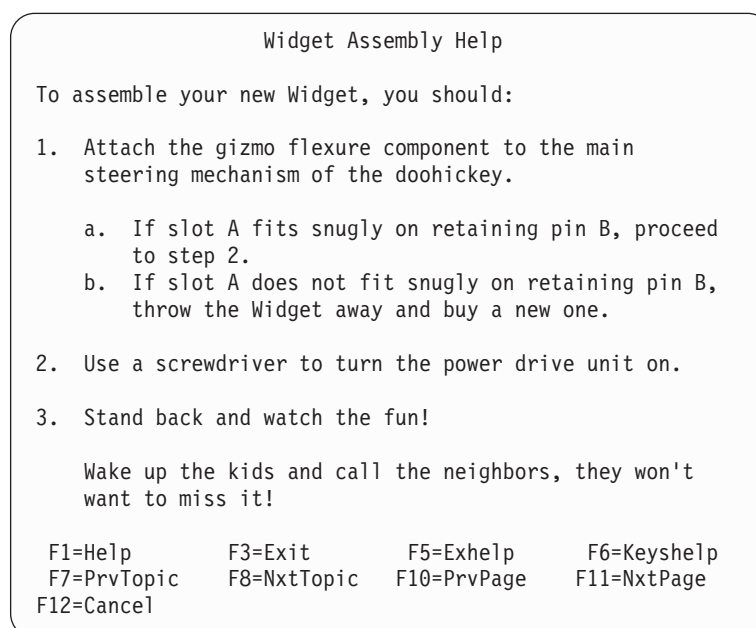 Widget Assembly Help
To assemble your new Widget, you should:
1. Attach the gizmo flexure component to the main
steering mechanism of the doohickey.
a. If slot A fits snugly on retaining pin B, proceed
to step 2.
b. If slot A does not fit snugly on retaining pin B,
throw the Widget away and buy a new one.
2. Use a screwdriver to turn the power drive unit on.
3. Stand back and watch the fun!
Wake up the kids and call the neighbors, they won't
want to miss it!
F1=Help F3=Exit F5=Exhelp F6=Keyshelp
F7=PrvTopic F8=NxtTopic F10=PrvPage F11=NxtPage
F12=Cancel